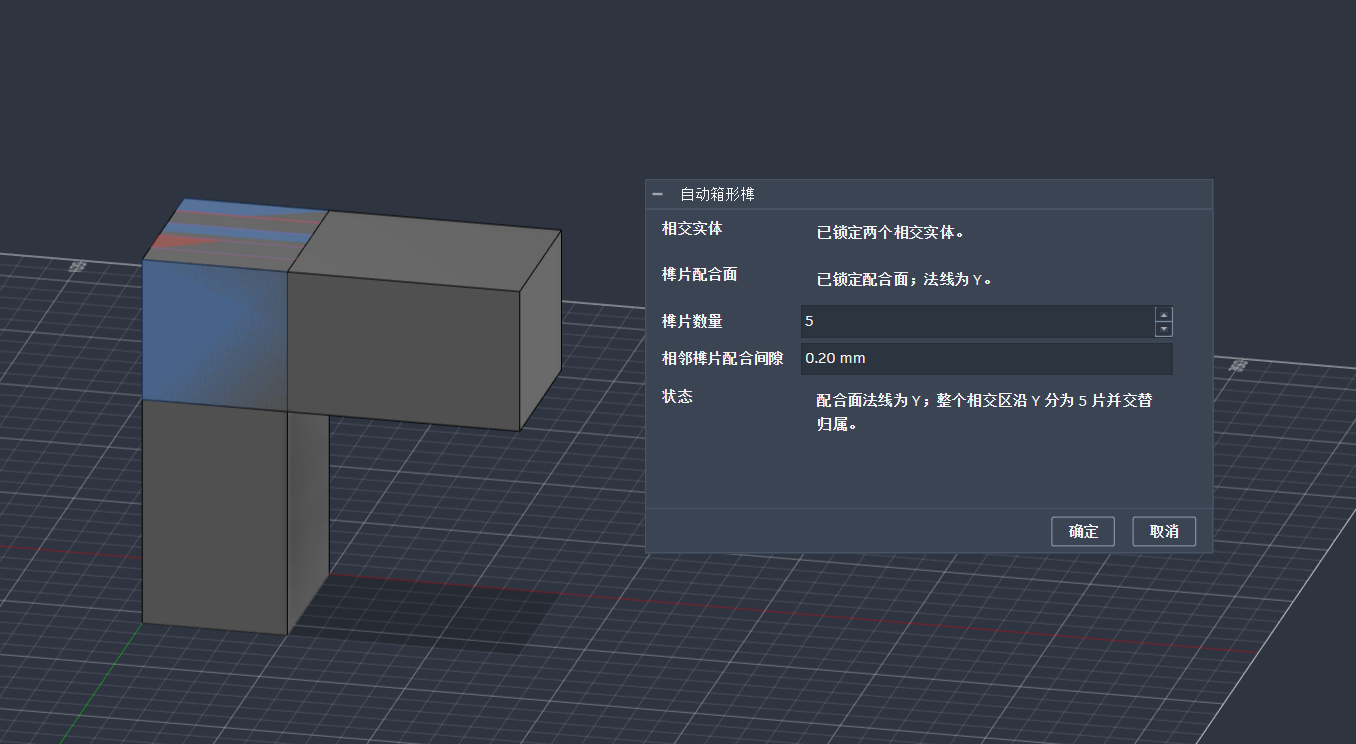 自动箱形榫
相交实体
已锁定两个相交实体。
榫片配合面
已锁定配合面；法线为 Y。
榫片数量
5
相邻榫片配合间隙
0.20 mm
状态
配合面法线为 Y；整个相交区沿 Y 分为 5 片并交替
归属。
确定
取消